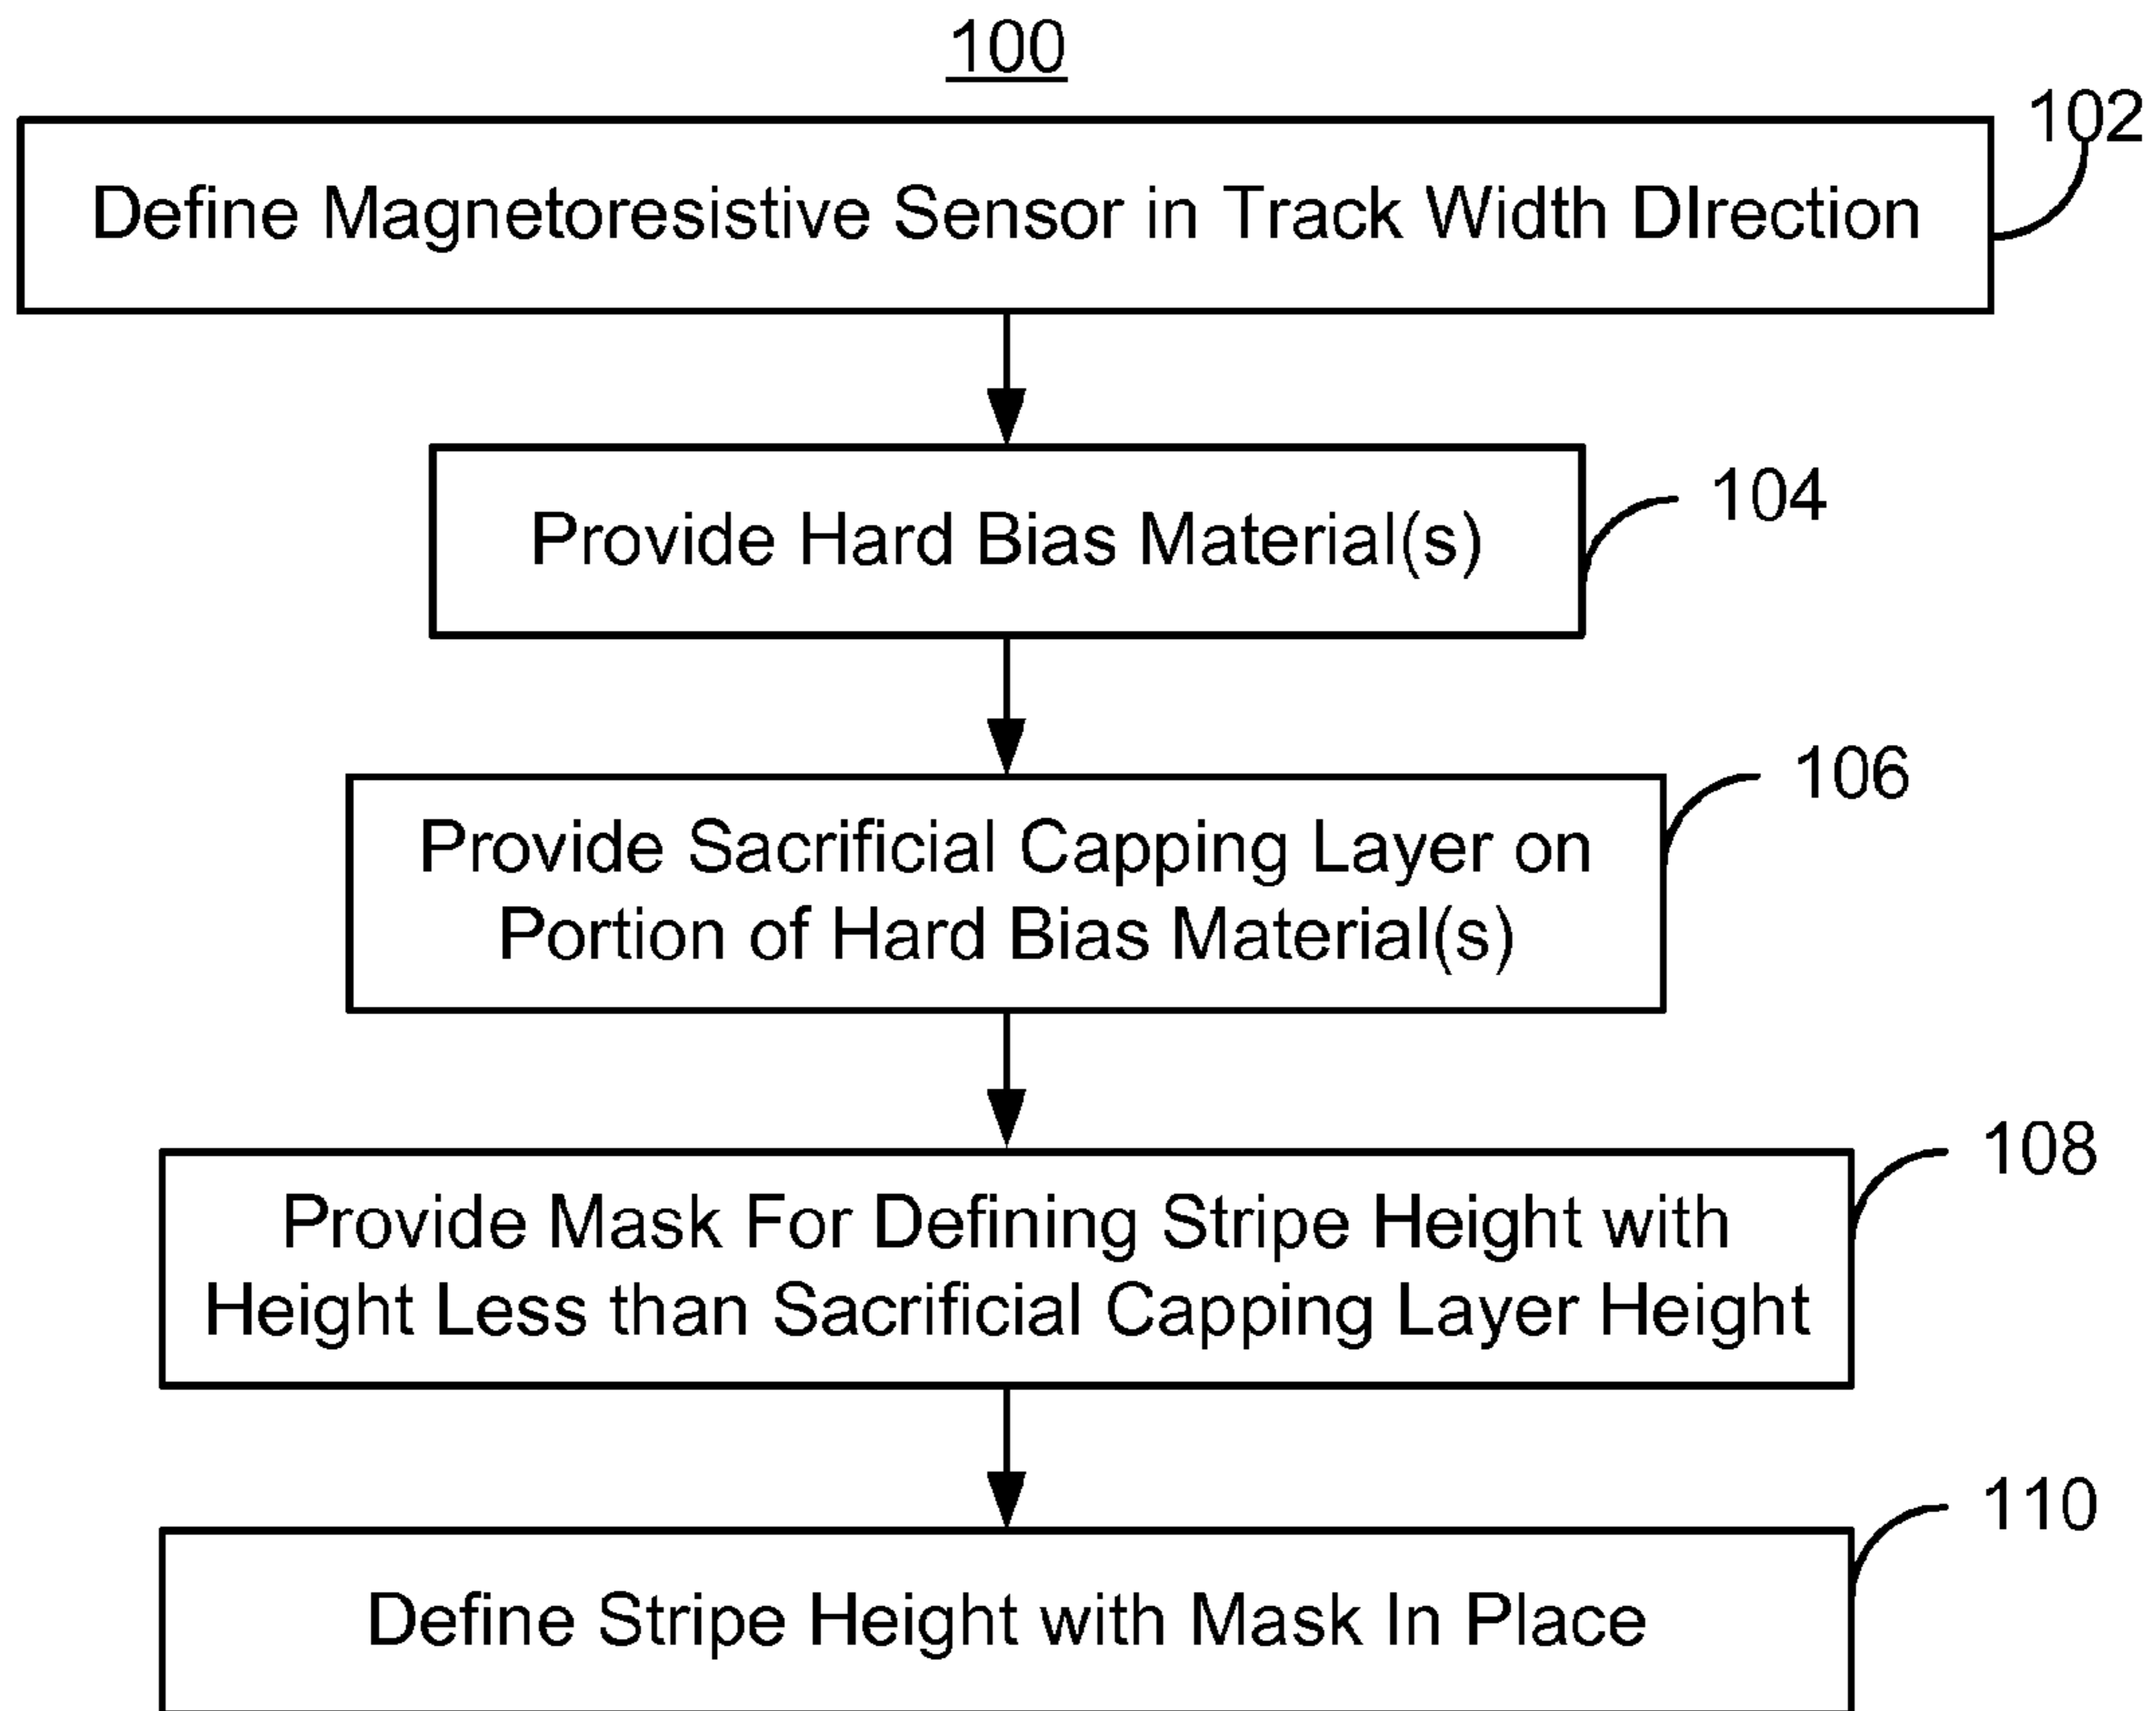 100
102
Define Magnetoresistive Sensor in Track Width DIrection
Provide Hard Bias Material(s)
104
106
Provide Sacrificial Capping Layer on
Portion of Hard Bias Material(s)
108
Provide Mask For Defining Stripe Height with
Height Less than Sacrificial Capping Layer Height
110
Define Stripe Height with Mask In Place